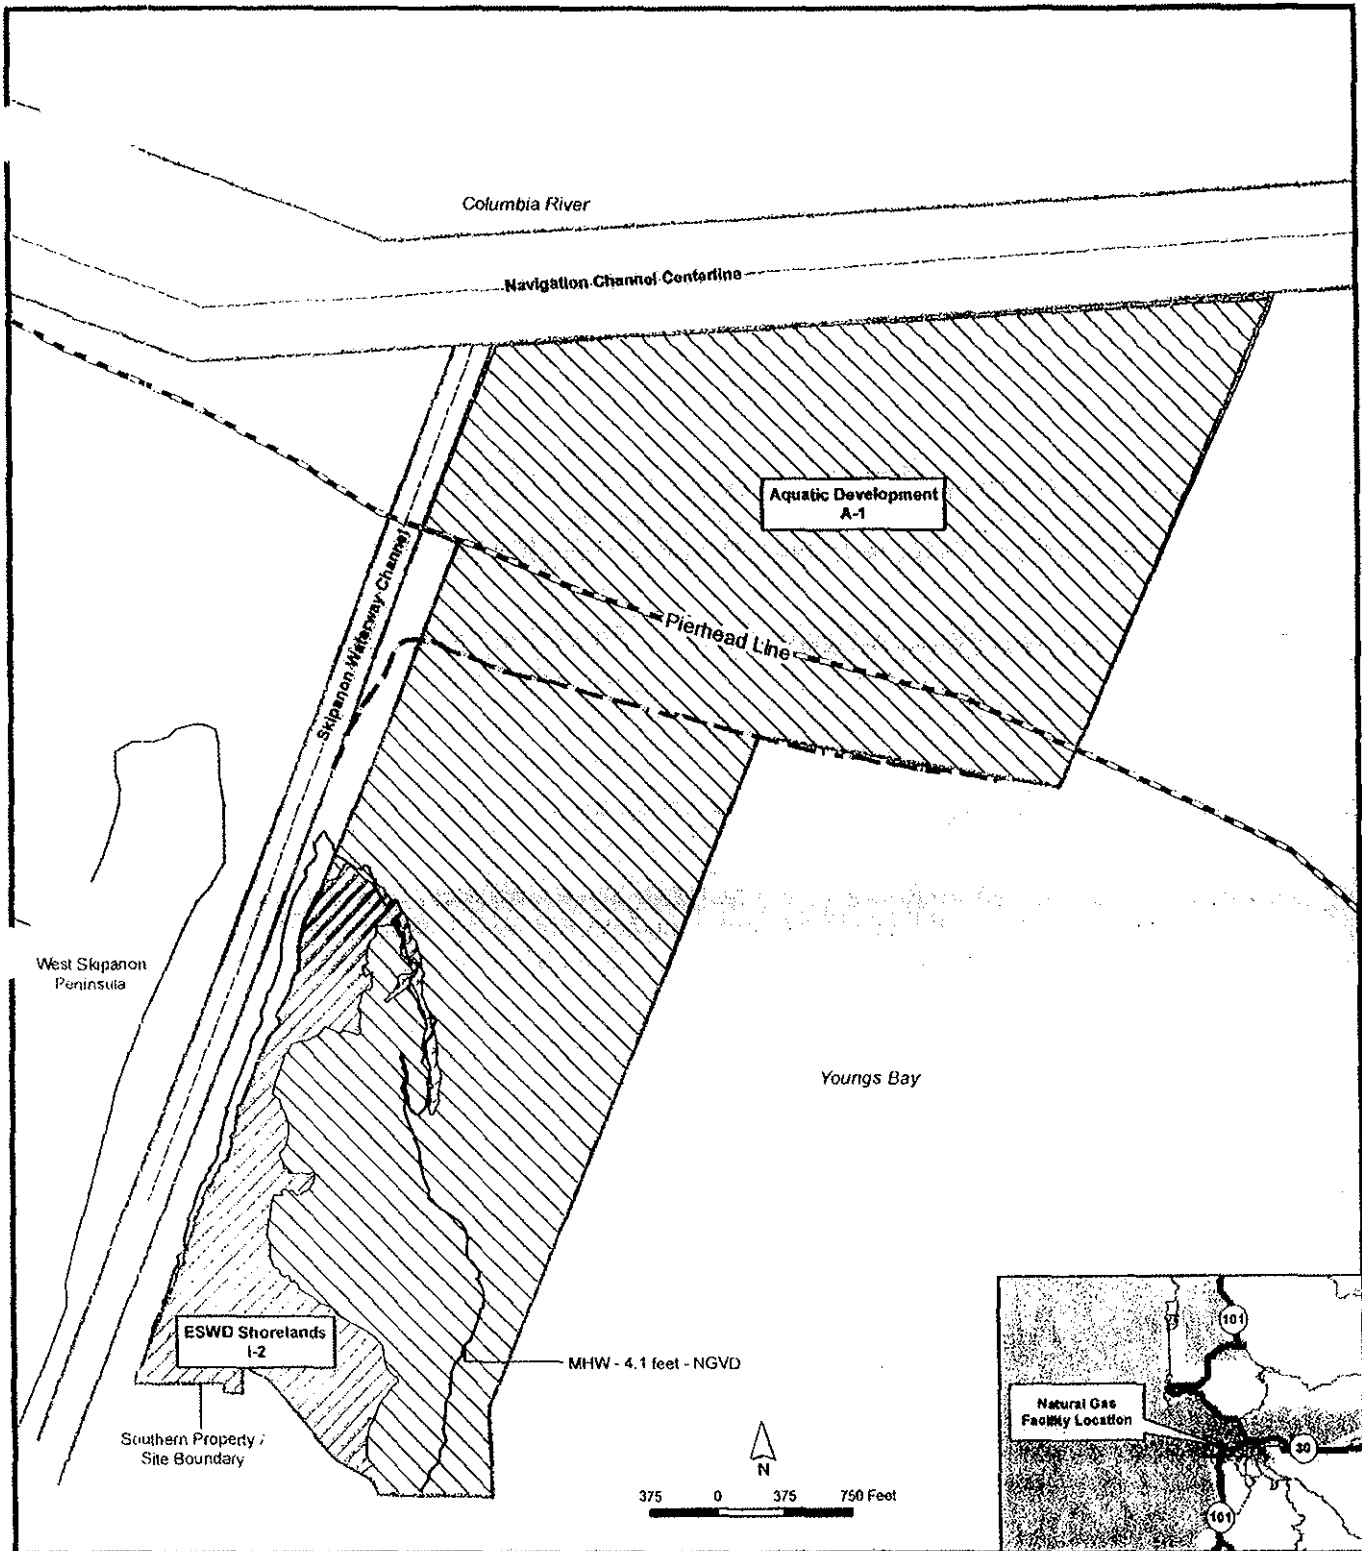 Columbia River
Navigation Channel Centerline
Aquatic Development
A-1
Skipanon Waterway Channel
Pierhead Line
West Skipanon
Peninsula
Youngs Bay
ESWD Shorelands
I-2
MHW - 4.1 feet - NGVD
Southern Property /
Site Boundary
N
375 0 375 750 Feet
101
Natural Gas
Facility Location
30
101